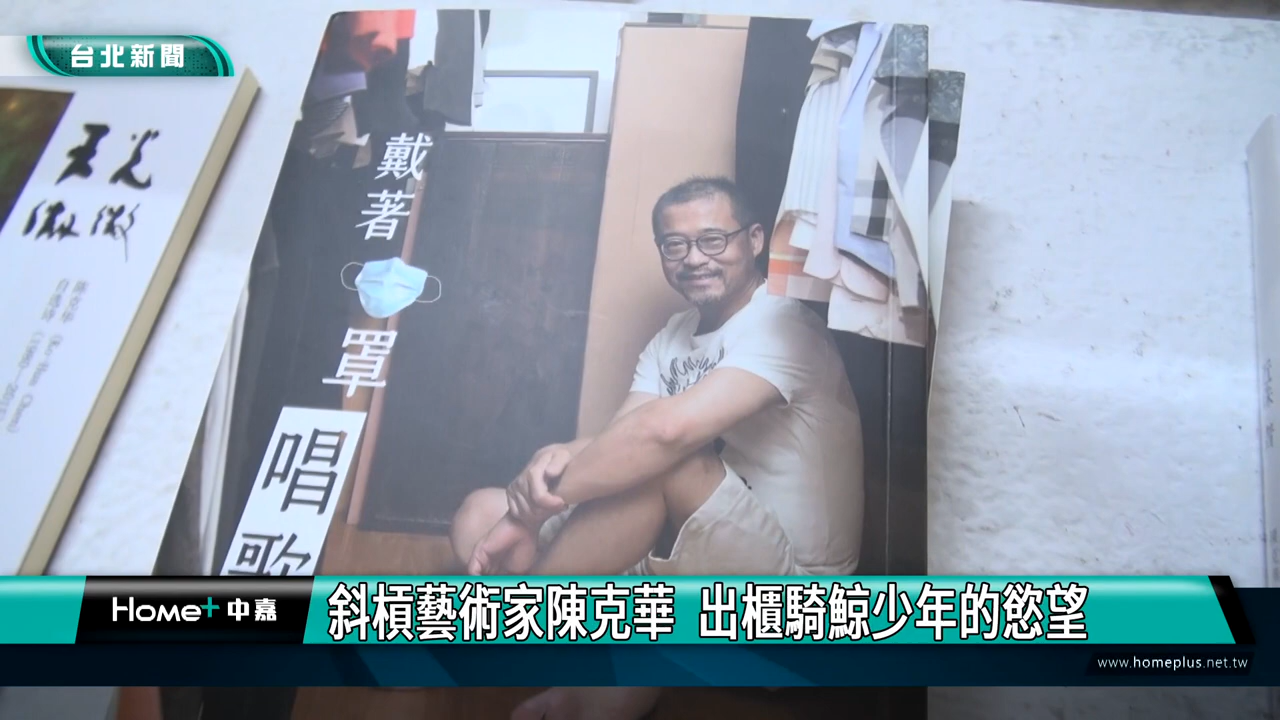 台北新聞
戴著
罩
唱歌
Home+中嘉
斜槓藝術家陳克華 出櫃騎鯨少年的慾望
www.homeplus.net.tw